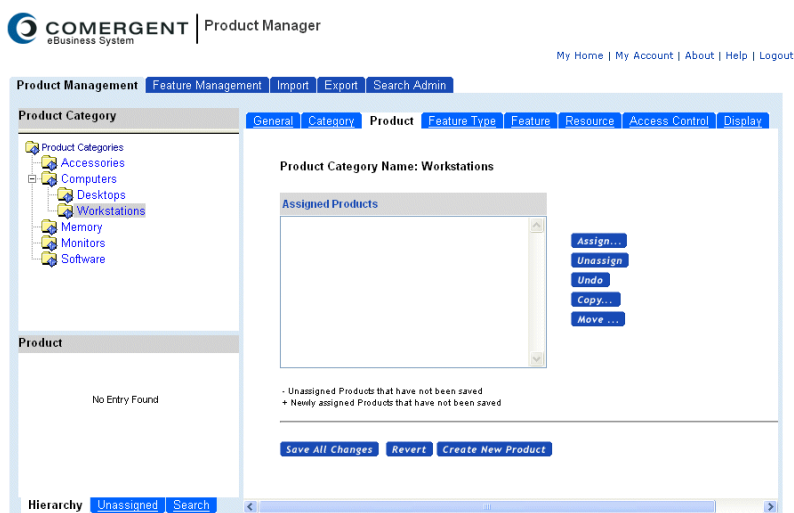 COMERGENT
eBusiness System
Product Manager
My Home | My Account | About | Help | Logout
Product Management Feature Management Import Export Search Admin
Product Category
Product Categories
Accessories
Computers
Desktops
Workstations
Memory
Monitors
Software
Product
No Entry Found
Hierarchy Unassigned Search
General Category Product Feature Type Feature Resource Access Control Display
Product Category Name: Workstations
Assigned Products
Assign...
Unassign
Undo
Copy...
Move ...
- Unassigned Products that have not been saved
+ Newly assigned Products that have not been saved
Save All Changes Revert Create New Product